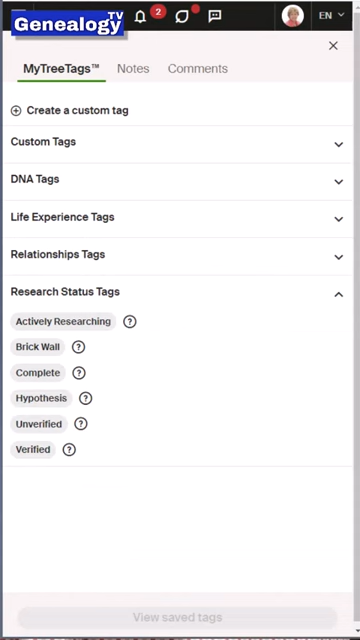 Genealogy TV
2
EN
MyTreeTags™ Notes Comments
Create a custom tag
Custom Tags
DNA Tags
Life Experience Tags
Relationships Tags
Research Status Tags
Actively Researching ?
Brick Wall ?
Complete ?
Hypothesis ?
Unverified ?
Verified ?
View saved tags